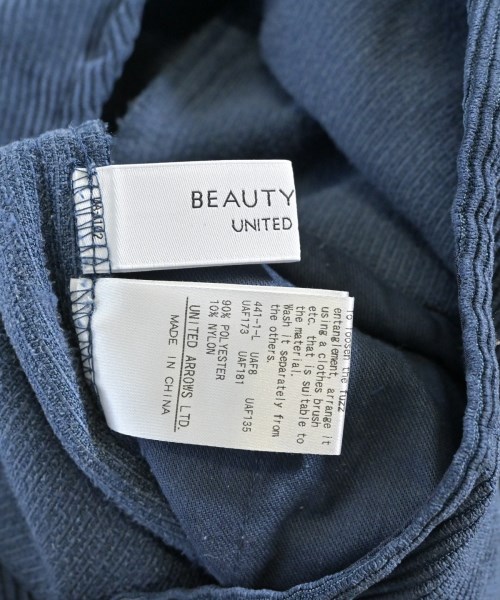 BEAUTY
UNITED
To loosen the fuzz
entanglement, arrange it
using a clothes brush
etc. that is suitable to
the material.
Wash it separately from
the others.
441-1-L UAF8 UAF135
UAF173 UAF181
90% POLYESTER
10% NYLON
UNITED ARROWS LTD.
MADE IN CHINA